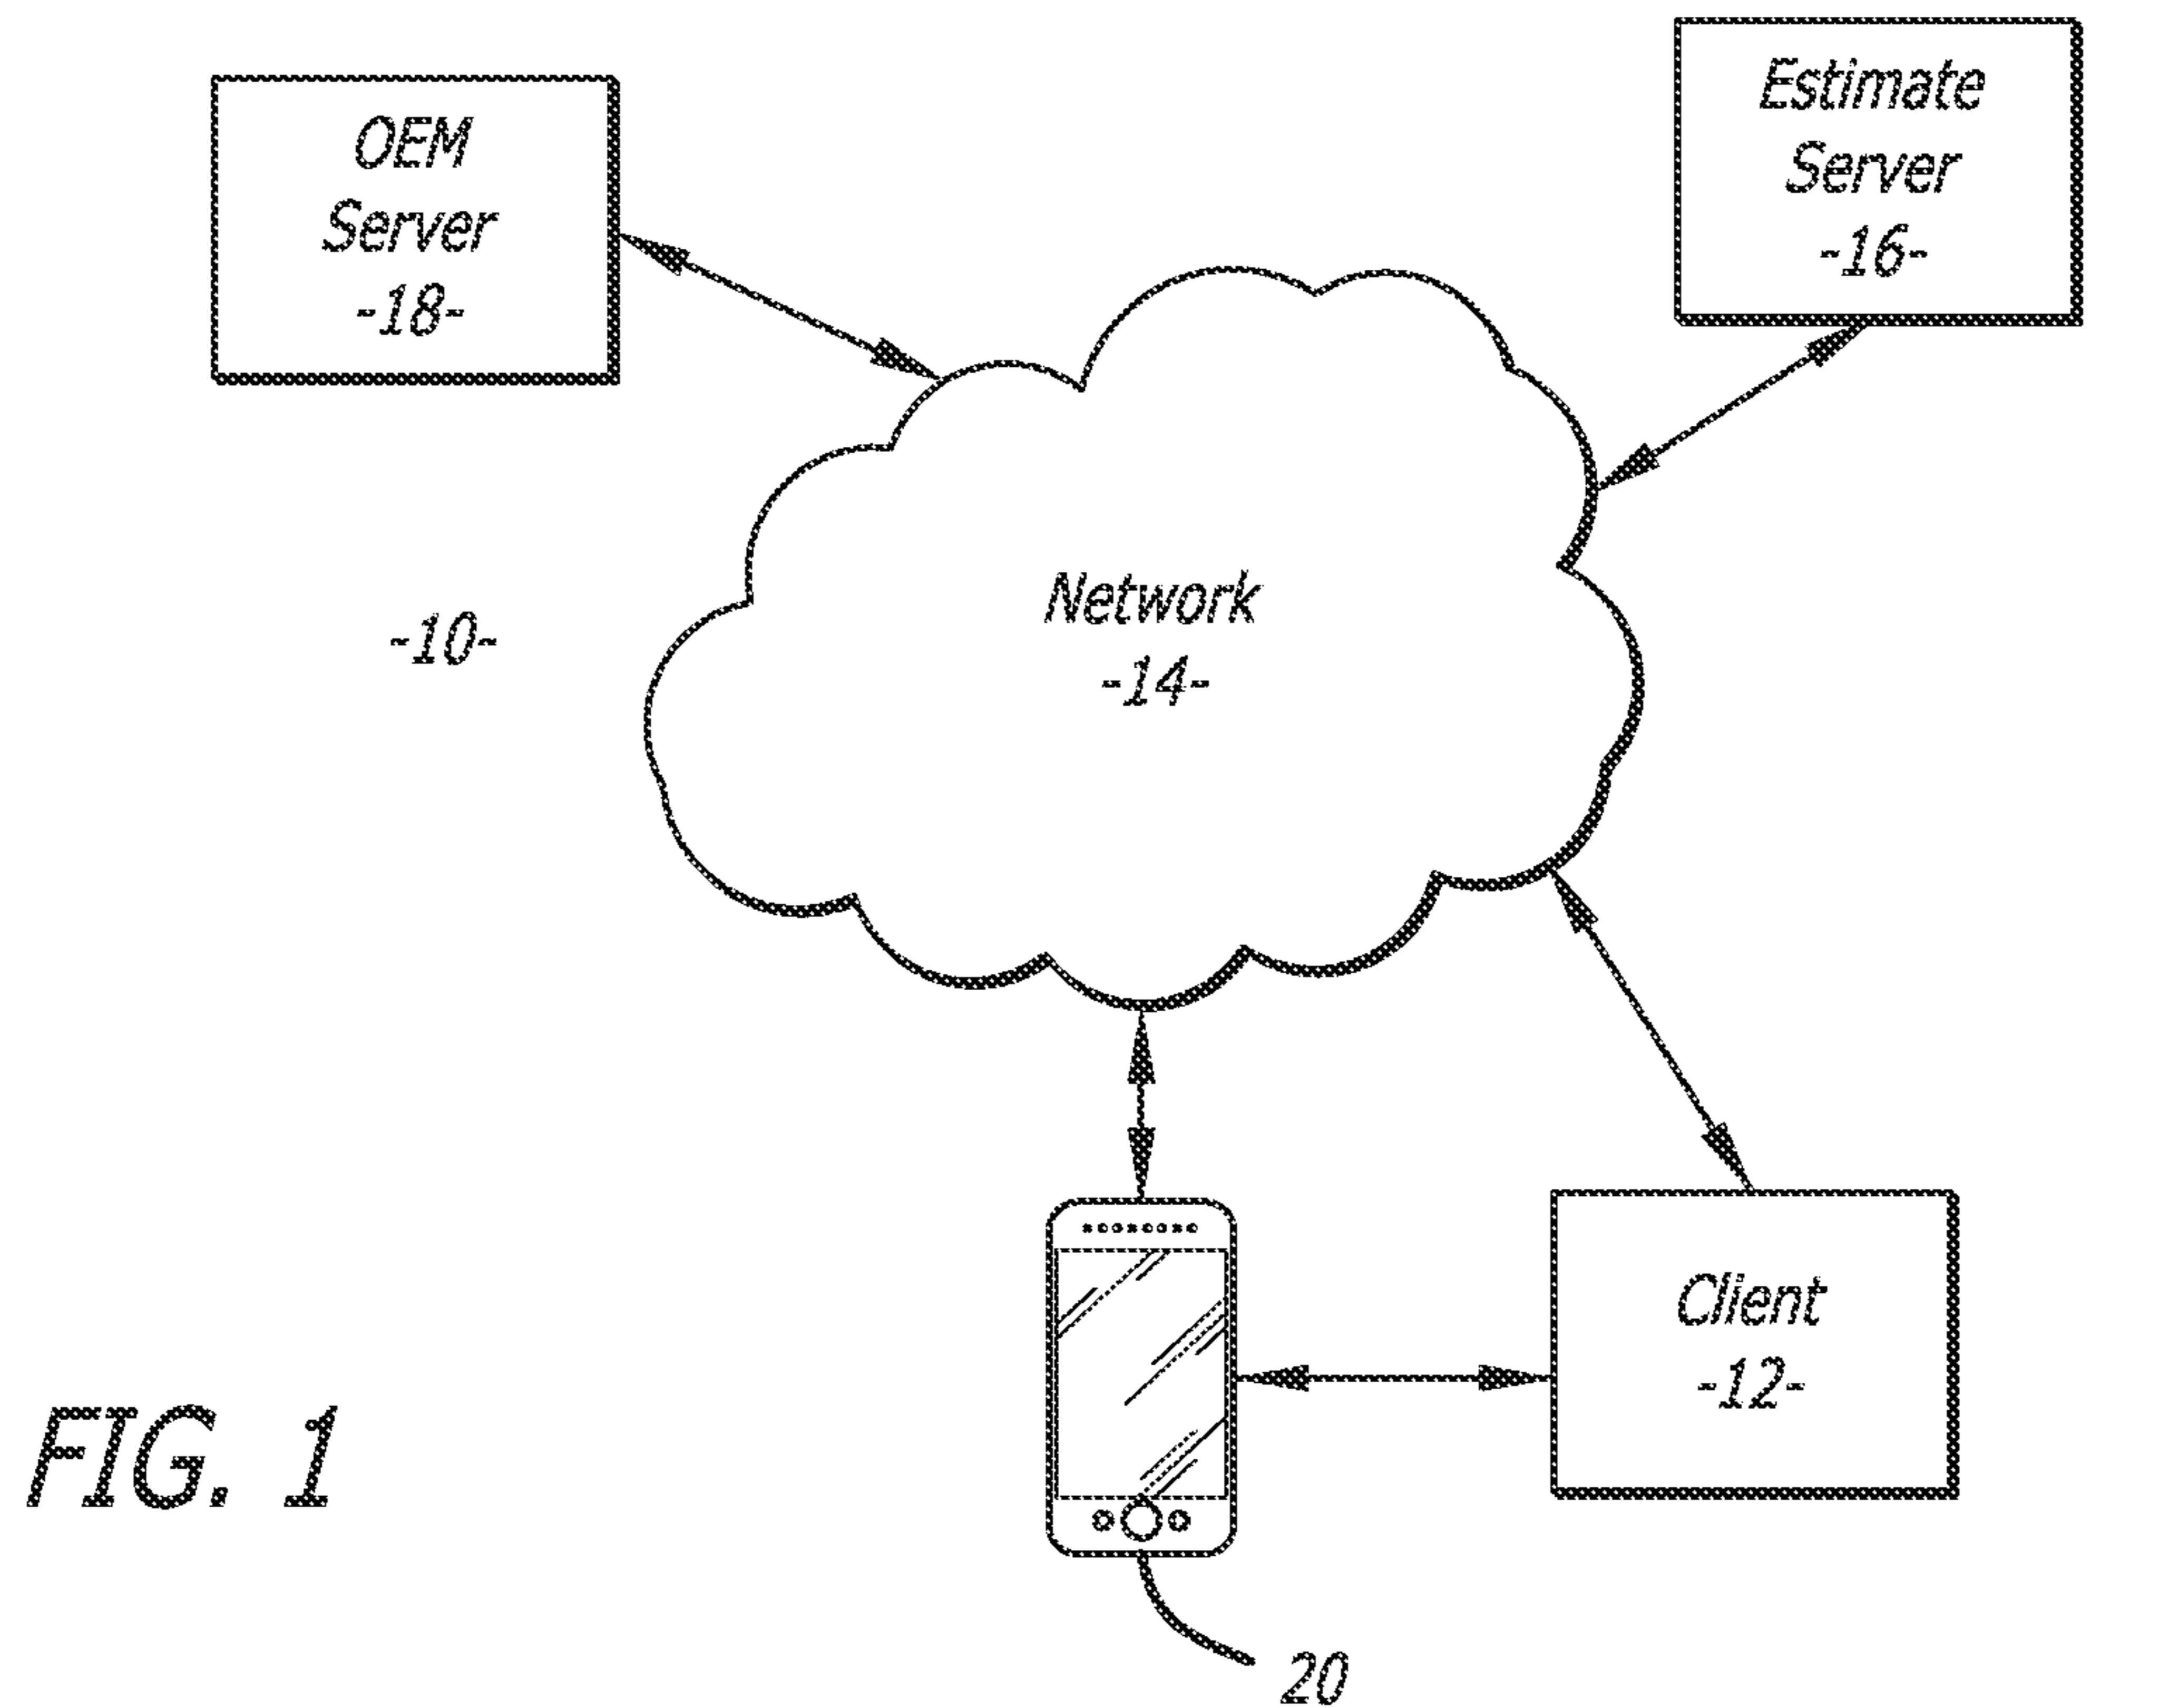 OEM
Server
-18-
Estimate
Server
-16-
-10-
Network
-14-
Client
-12-
FIG. 1
20